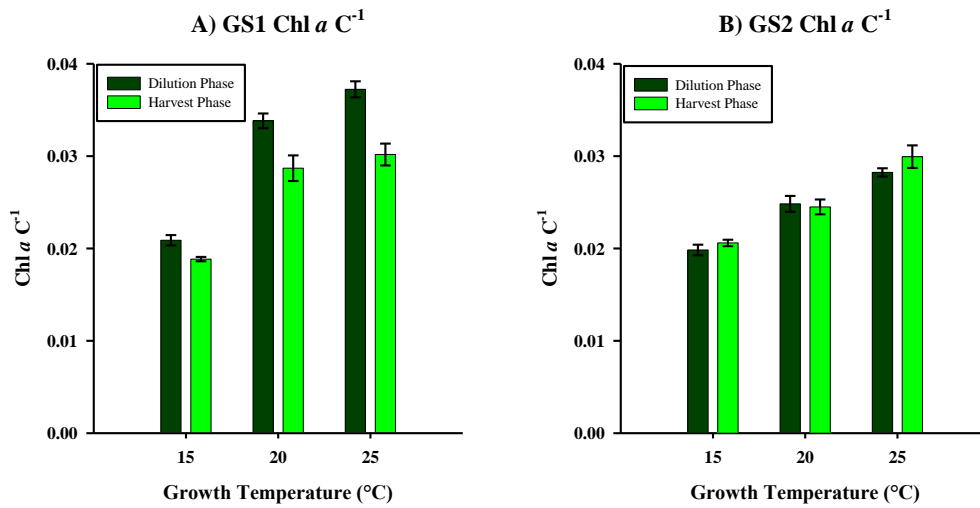 A) GS1 Chl a C-1
0.04
0.03
0.02
0.01
0.00
Chl a C-1
Dilution Phase
Harvest Phase
15 20 25
Growth Temperature (°C)
B) GS2 Chl a C-1
0.04
0.03
0.02
0.01
0.00
Chl a C-1
Dilution Phase
Harvest Phase
15 20 25
Growth Temperature (°C)